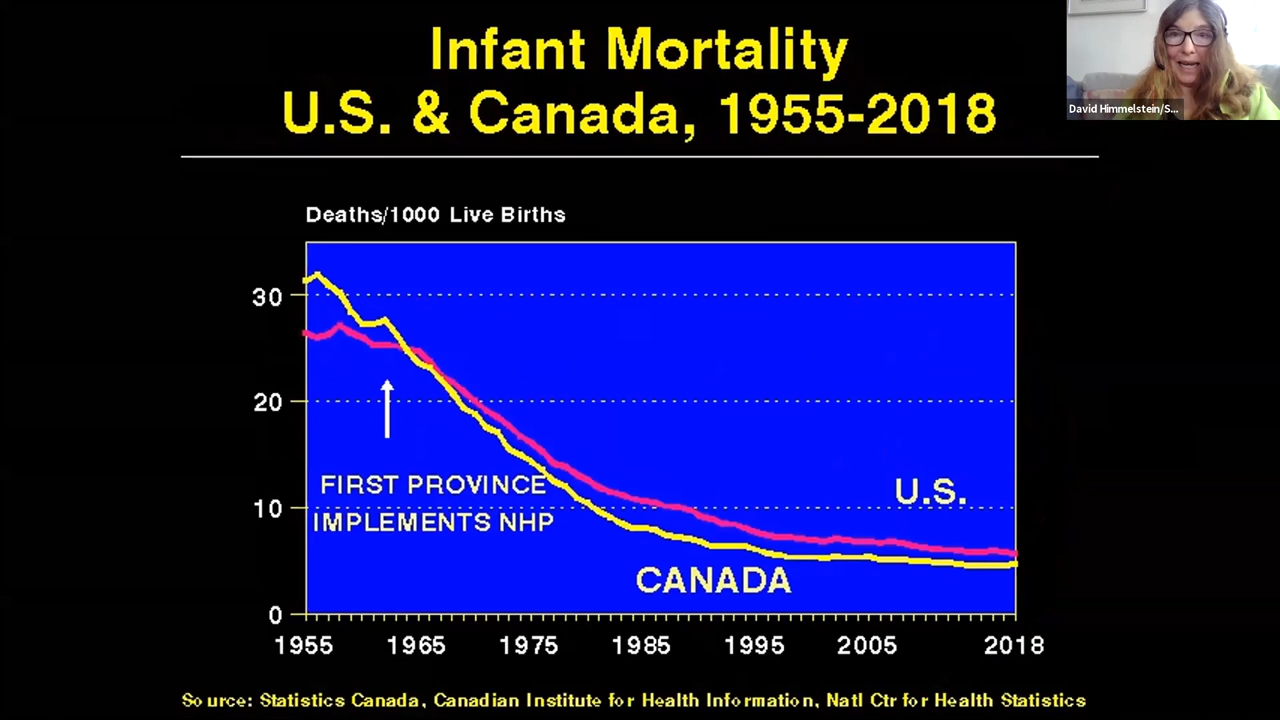 Infant Mortality
U.S. & Canada, 1955-2018
David Himmelstein/S...
Deaths/1000 Live Births
30
20
10
0
FIRST PROVINCE
IMPLEMENTS NHP
U.S.
CANADA
1955 1965 1975 1985 1995 2005 2018
Source: Statistics Canada, Canadian Institute for Health Information, Natl Ctr for Health Statistics